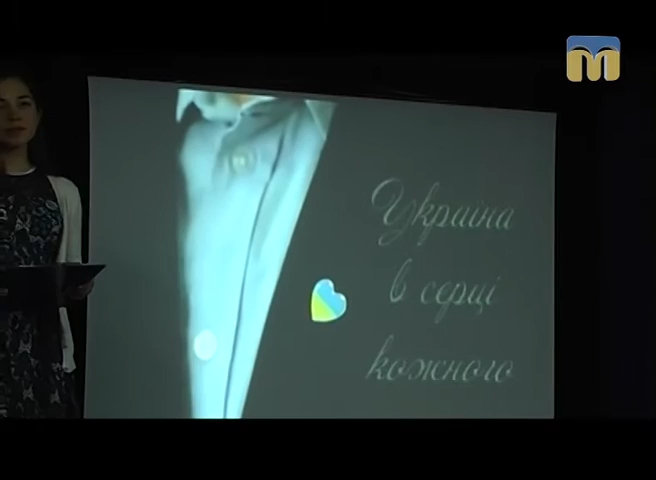 Україна
в серці
кожного